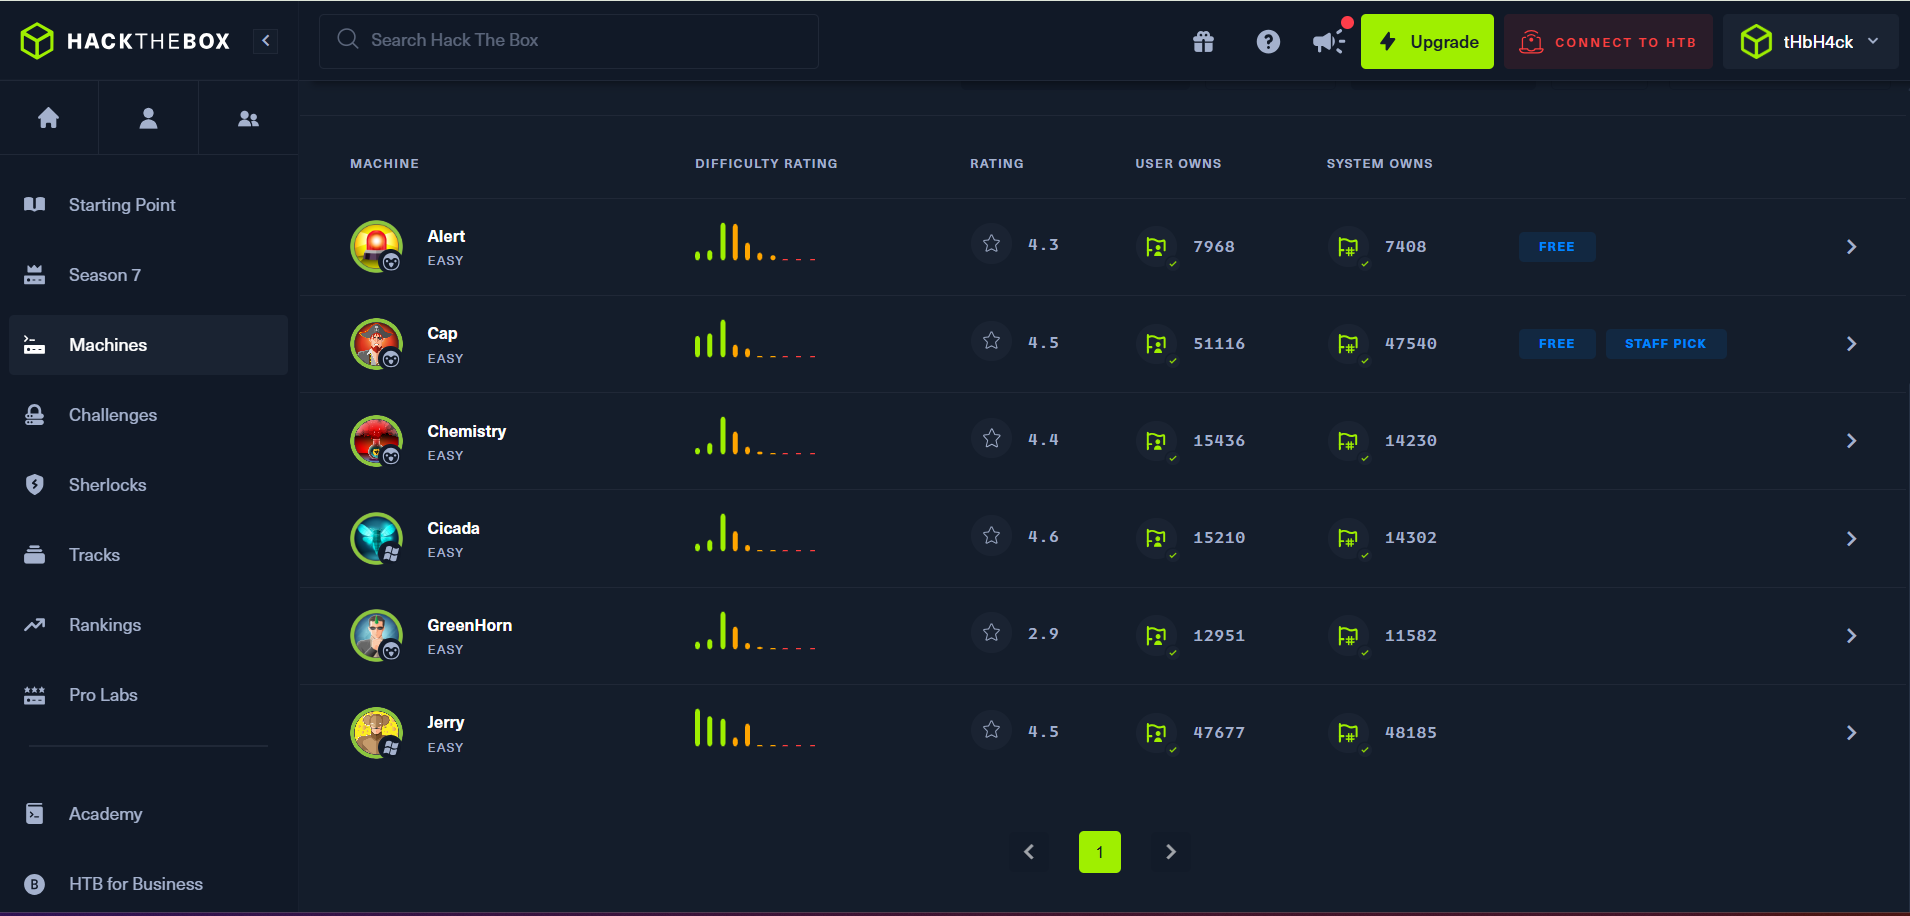 HACKTHEBOX
Search Hack The Box
Upgrade
CONNECT TO HTB
tHbH4ck
Starting Point
Season 7
Machines
Challenges
Sherlocks
Tracks
Rankings
Pro Labs
Academy
B HTB for Business
MACHINE DIFFICULTY RATING RATING USER OWNS SYSTEM OWNS
Alert
EASY
4.3 7968 7408 FREE
Cap
EASY
4.5 51116 47540 FREE STAFF PICK
Chemistry
EASY
4.4 15436 14230
Cicada
EASY
4.6 15210 14302
GreenHorn
EASY
2.9 12951 11582
Jerry
EASY
4.5 47677 48185
1